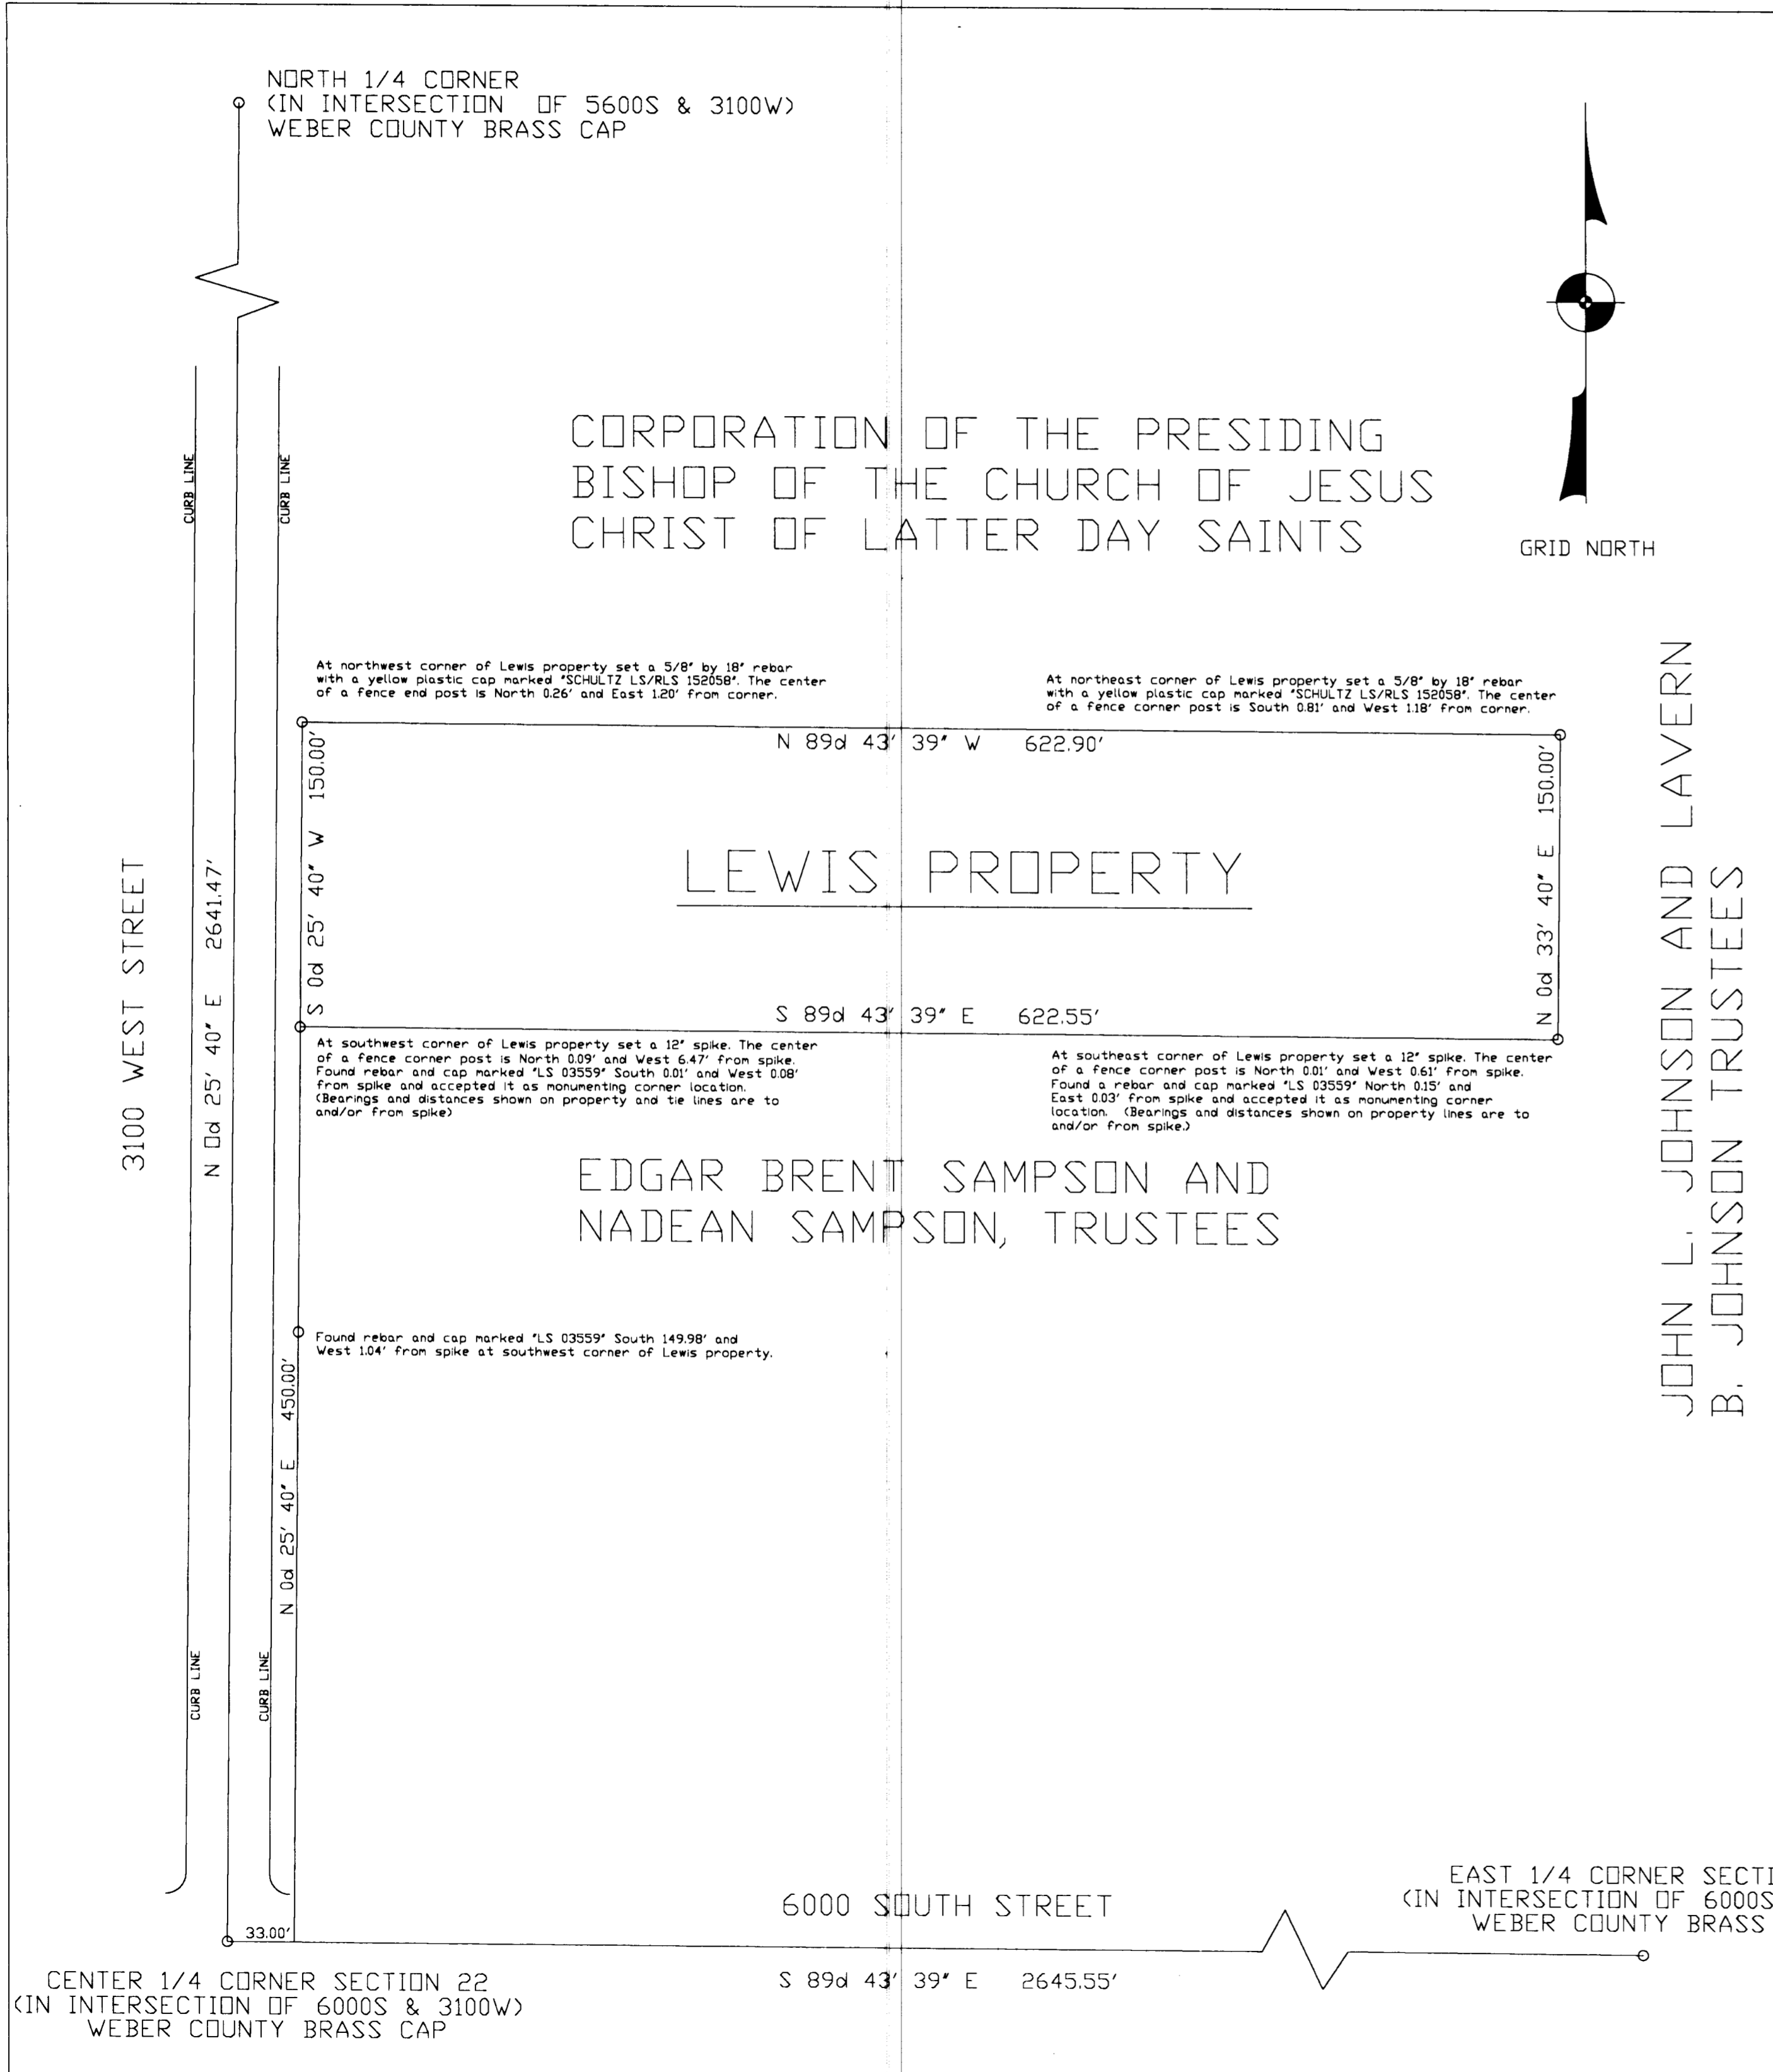 NORTH 1/4 CORNER
(IN INTERSECTION OF 5600S & 3100W)
WEBER COUNTY BRASS CAP
CURB LINE
CURB LINE
CORPORATION OF THE PRESIDING
BISHOP OF THE CHURCH OF JESUS
CHRIST OF LATTER DAY SAINTS
GRID NORTH
At northwest corner of Lewis property set a 5/8" by 18" rebar
with a yellow plastic cap marked "SCHULTZ LS/RLS 152058". The center
of a fence end post is North 0.26' and East 1.20' from corner.
At northeast corner of Lewis property set a 5/8" by 18" rebar
with a yellow plastic cap marked "SCHULTZ LS/RLS 152058". The center
of a fence corner post is South 0.81' and West 1.18' from corner.
N 89d 43' 39" W 622.90'
S 0d 25' 40" W 150.00'
N 0d 33' 40" E 150.00'
LEWIS PROPERTY
3100 WEST STREET
N 0d 25' 40" E 2641.47'
JOHN L. JOHNSON AND LAVERN
B. JOHNSON TRUSTEES
S 89d 43' 39" E 622.55'
At southwest corner of Lewis property set a 12" spike. The center
of a fence corner post is North 0.09' and West 6.47' from spike.
Found rebar and cap marked "LS 03559" South 0.01' and West 0.08'
from spike and accepted it as monumenting corner location.
(Bearings and distances shown on property and tie lines are to
and/or from spike)
At southeast corner of Lewis property set a 12" spike. The center
of a fence corner post is North 0.01' and West 0.61' from spike.
Found a rebar and cap marked "LS 03559" North 0.15' and
East 0.03' from spike and accepted it as monumenting corner
location. (Bearings and distances shown on property lines are to
and/or from spike.)
EDGAR BRENT SAMPSON AND
NADEAN SAMPSON, TRUSTEES
Found rebar and cap marked "LS 03559" South 149.98' and
West 1.04' from spike at southwest corner of Lewis property.
N 0d 25' 40" E 450.00'
CURB LINE
CURB LINE
6000 SOUTH STREET
EAST 1/4 CORNER SECTI
(IN INTERSECTION OF 6000S
WEBER COUNTY BRASS
33.00'
S 89d 43' 39" E 2645.55'
CENTER 1/4 CORNER SECTION 22
(IN INTERSECTION OF 6000S & 3100W)
WEBER COUNTY BRASS CAP